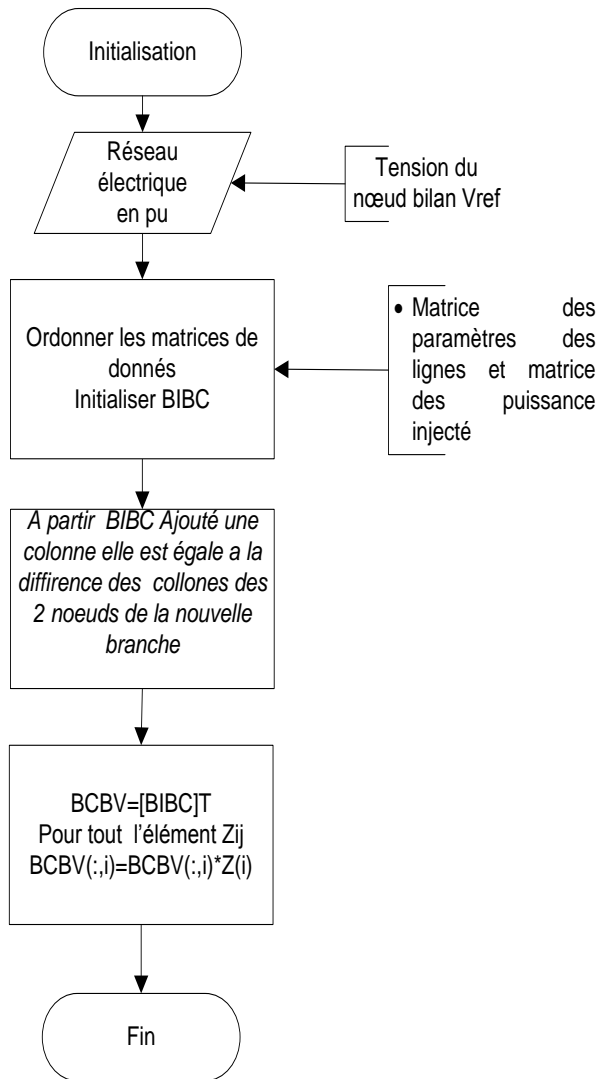 Initialisation
Réseau
électrique
en pu
Tension du
nœud bilan Vref
Ordonner les matrices de
donnés
Initialiser BIBC
• Matrice des
paramètres des
lignes et matrice
des puissance
injecté
A partir BIBC Ajouté une
colonne elle est égale a la
diffirence des collones des
2 noeuds de la nouvelle
branche
BCBV=[BIBC]T
Pour tout l'élément Zij
BCBV(:,i)=BCBV(:,i)*Z(i)
Fin